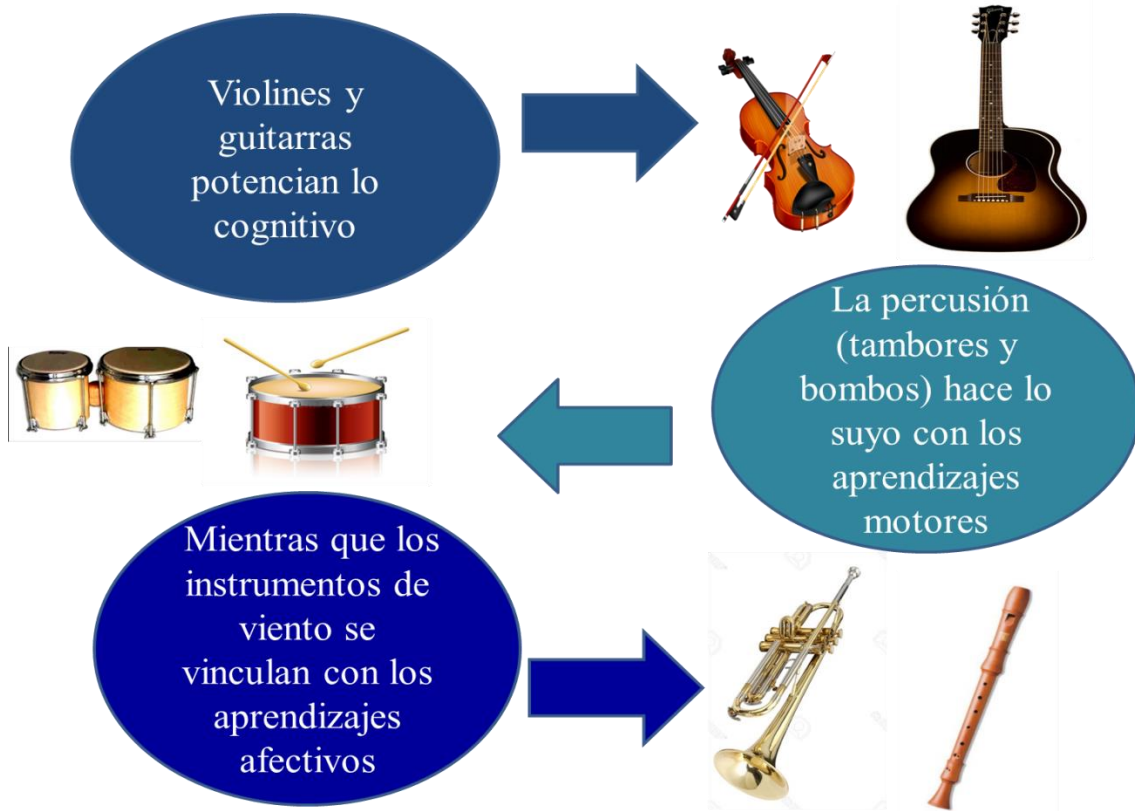 Violines y
guitarras
potencian lo
cognitivo
La percusión
(tambores y
bombos) hace lo
suyo con los
aprendizajes
motores
Mientras que los
instrumentos de
viento se
vinculan con los
aprendizajes
afectivos